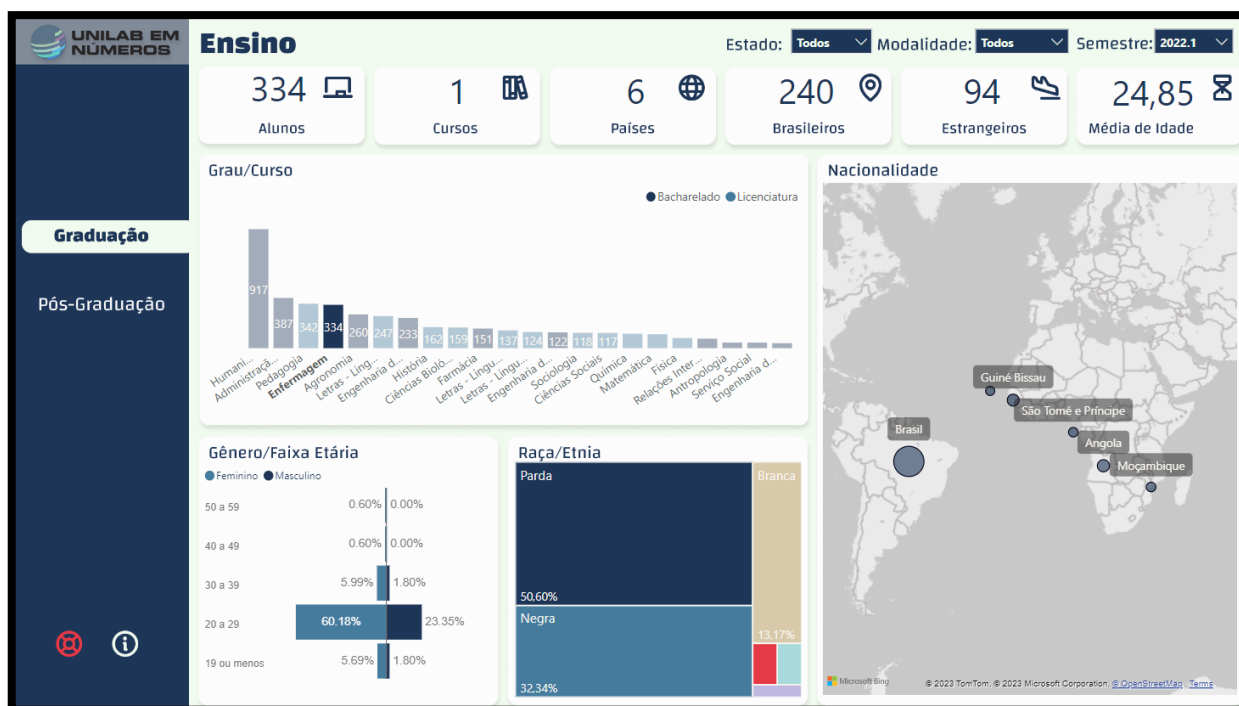 UNILAB EM
NÚMEROS
Ensino
Estado: Todos Modalidade: Todos Semestre: 2022.1
334
Alunos
1
Cursos
6
Países
240
Brasileiros
94
Estrangeiros
24,85
Média de Idade
Graduação
Pós-Graduação
Grau/Curso
Bacharelado Licenciatura
917 387 342 334 260 247 233 162 159 151 137 124 122 118 117
Humani...
Administraçã...
Pedagogia
Enfermagem
Agronomia
Letras - Ling...
Engenharia d...
História
Ciências Bioló...
Farmácia
Letras - Lingu...
Letras - Lingu...
Engenharia d...
Sociologia
Ciências Sociais
Química
Matemática
Física
Relações Inter...
Antropologia
Serviço Social
Engenharia d...
Gênero/Faixa Etária
Feminino Masculino
50 a 59 0.60% 0.00%
40 a 49 0.60% 0.00%
30 a 39 5.99% 1.80%
20 a 29 60.18% 23.35%
19 ou menos 5.69% 1.80%
Raça/Etnia
Parda
50,60%
Negra
32,34%
Branca
13,17%
Nacionalidade
Guiné Bissau
São Tomé e Príncipe
Brasil
Angola
Moçambique
Microsoft Bing
© 2023 TomTom, © 2023 Microsoft Corporation, © OpenStreetMap Terms